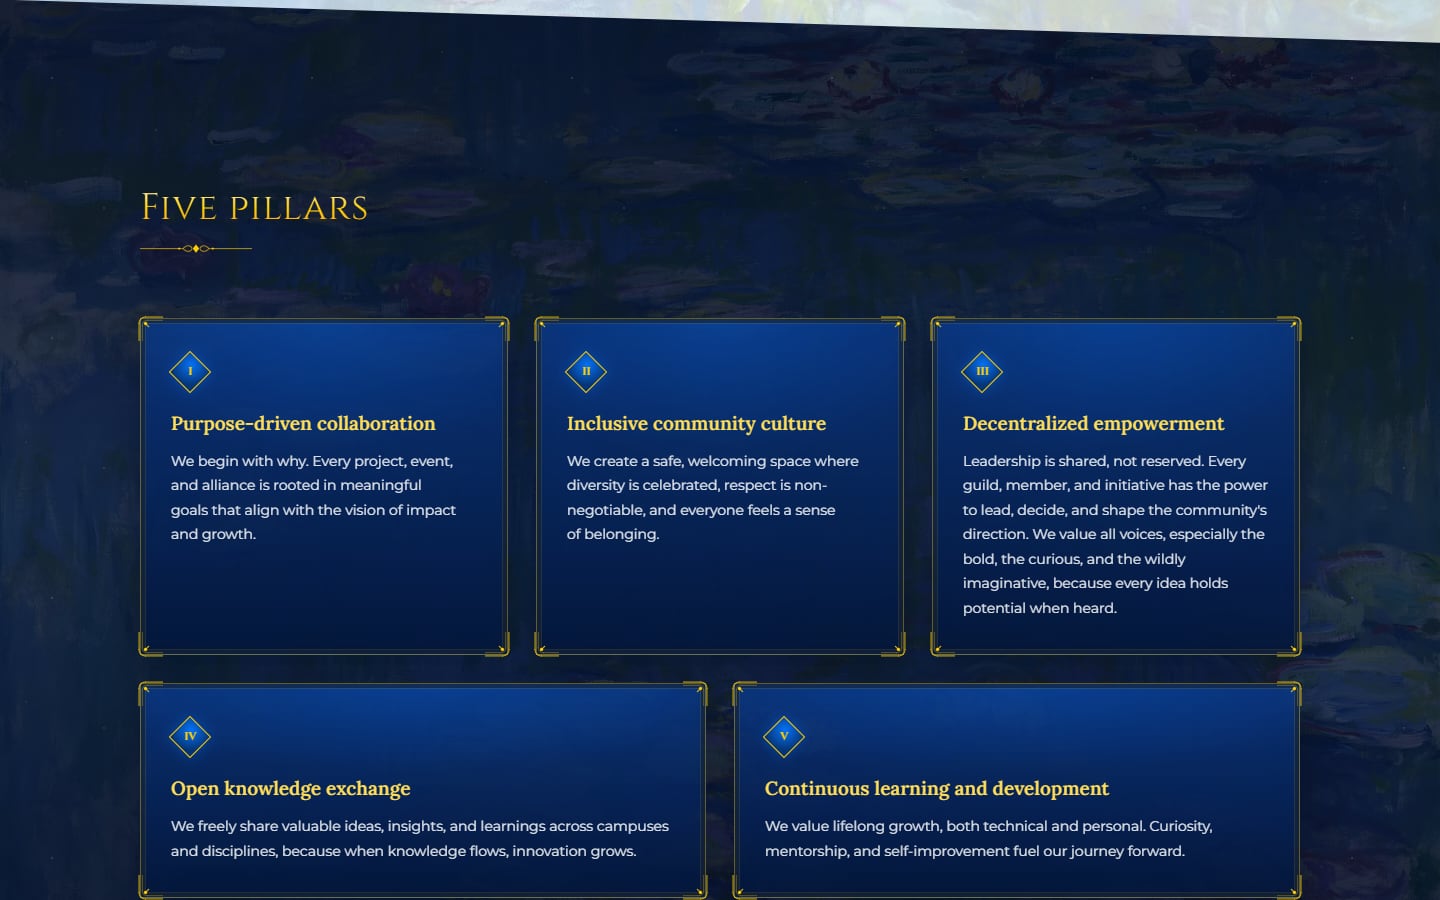 Five pillars
I
Purpose-driven collaboration
We begin with why. Every project, event,
and alliance is rooted in meaningful
goals that align with the vision of impact
and growth.
II
Inclusive community culture
We create a safe, welcoming space where
diversity is celebrated, respect is non-
negotiable, and everyone feels a sense
of belonging.
III
Decentralized empowerment
Leadership is shared, not reserved. Every
guild, member, and initiative has the power
to lead, decide, and shape the community's
direction. We value all voices, especially the
bold, the curious, and the wildly
imaginative, because every idea holds
potential when heard.
IV
Open knowledge exchange
We freely share valuable ideas, insights, and learnings across campuses
and disciplines, because when knowledge flows, innovation grows.
V
Continuous learning and development
We value lifelong growth, both technical and personal. Curiosity,
mentorship, and self-improvement fuel our journey forward.